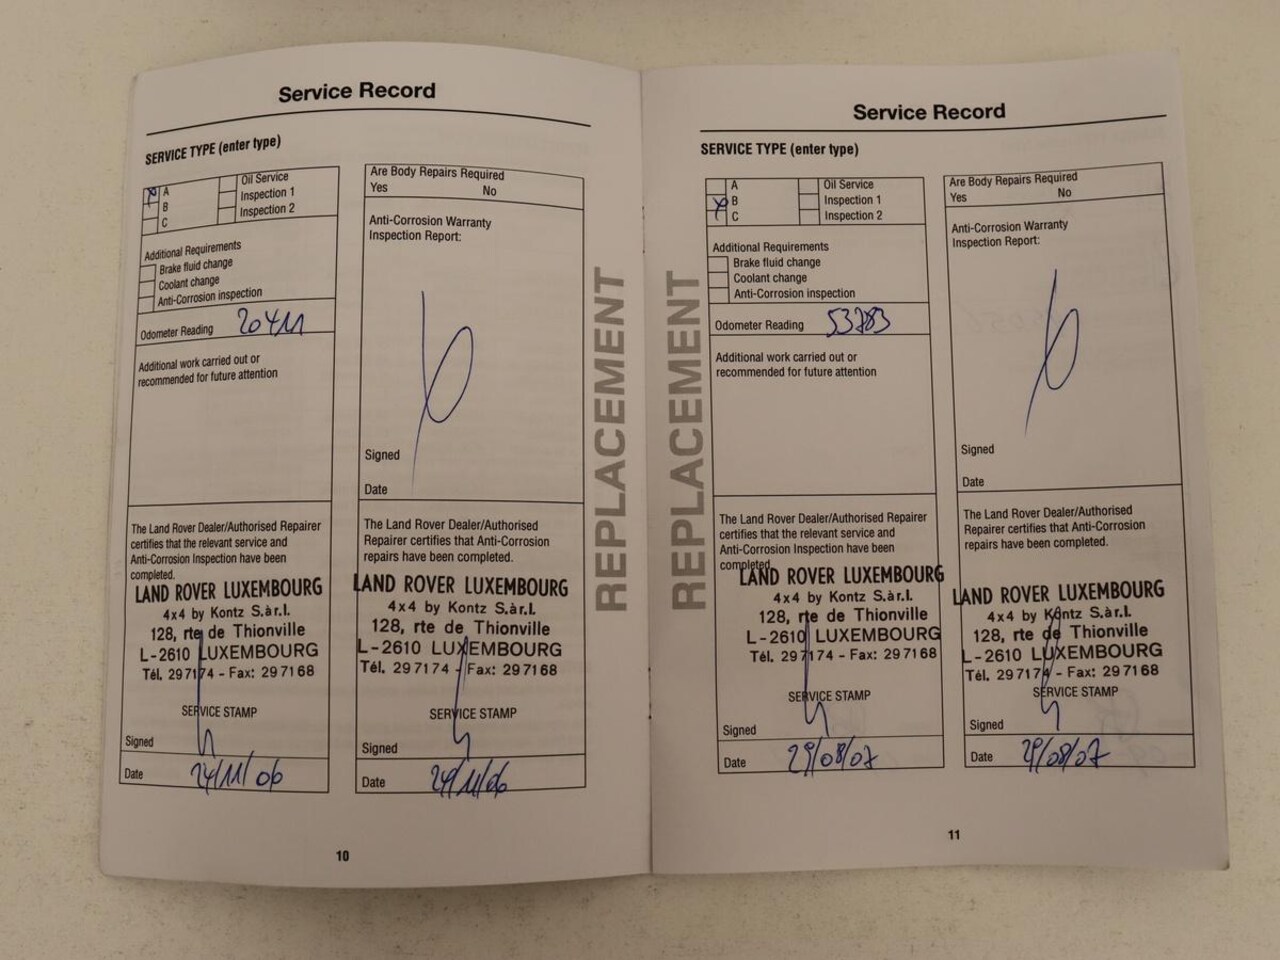 Service Record
SERVICE TYPE (enter type)
A
B
C
Oil Service
Inspection 1
Inspection 2
Additional Requirements
Brake fluid change
Coolant change
Anti-Corrosion inspection
Odometer Reading 20411
Additional work carried out or
recommended for future attention
The Land Rover Dealer/Authorised Repairer
certifies that the relevant service and
Anti-Corrosion Inspection have been
completed.
LAND ROVER LUXEMBOURG
4x4 by Kontz S.àr.l.
128, rte de Thionville
L-2610 LUXEMBOURG
Tél. 297174 - Fax: 297168
SERVICE STAMP
Signed
Date 24/11/06
Are Body Repairs Required
Yes No
Anti-Corrosion Warranty
Inspection Report:
Signed
Date
The Land Rover Dealer/Authorised
Repairer certifies that Anti-Corrosion
repairs have been completed.
LAND ROVER LUXEMBOURG
4x4 by Kontz S.àr.l.
128, rte de Thionville
L-2610 LUXEMBOURG
Tél. 297174 - Fax: 297168
SERVICE STAMP
Signed
Date 24/11/06
REPLACEMENT
10
Service Record
SERVICE TYPE (enter type)
A
B
C
Oil Service
Inspection 1
Inspection 2
Additional Requirements
Brake fluid change
Coolant change
Anti-Corrosion inspection
Odometer Reading 53783
Additional work carried out or
recommended for future attention
The Land Rover Dealer/Authorised Repairer
certifies that the relevant service and
Anti-Corrosion Inspection have been
completed.
LAND ROVER LUXEMBOURG
4x4 by Kontz S.àr.l.
128, rte de Thionville
L-2610 LUXEMBOURG
Tél. 297174 - Fax: 297168
SERVICE STAMP
Signed
Date 29/08/07
Are Body Repairs Required
Yes No
Anti-Corrosion Warranty
Inspection Report:
Signed
Date
The Land Rover Dealer/Authorised
Repairer certifies that Anti-Corrosion
repairs have been completed.
LAND ROVER LUXEMBOURG
4x4 by Kontz S.àr.l.
128, rte de Thionville
L-2610 LUXEMBOURG
Tél. 297174 - Fax: 297168
SERVICE STAMP
Signed
Date 29/08/07
REPLACEMENT
11